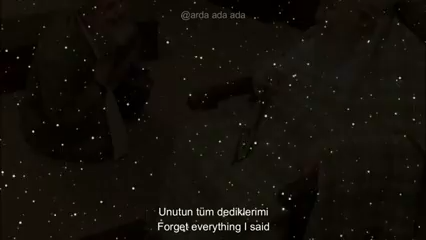 @arda ada ada
Unutun tüm dediklerimi
Forget everything I said